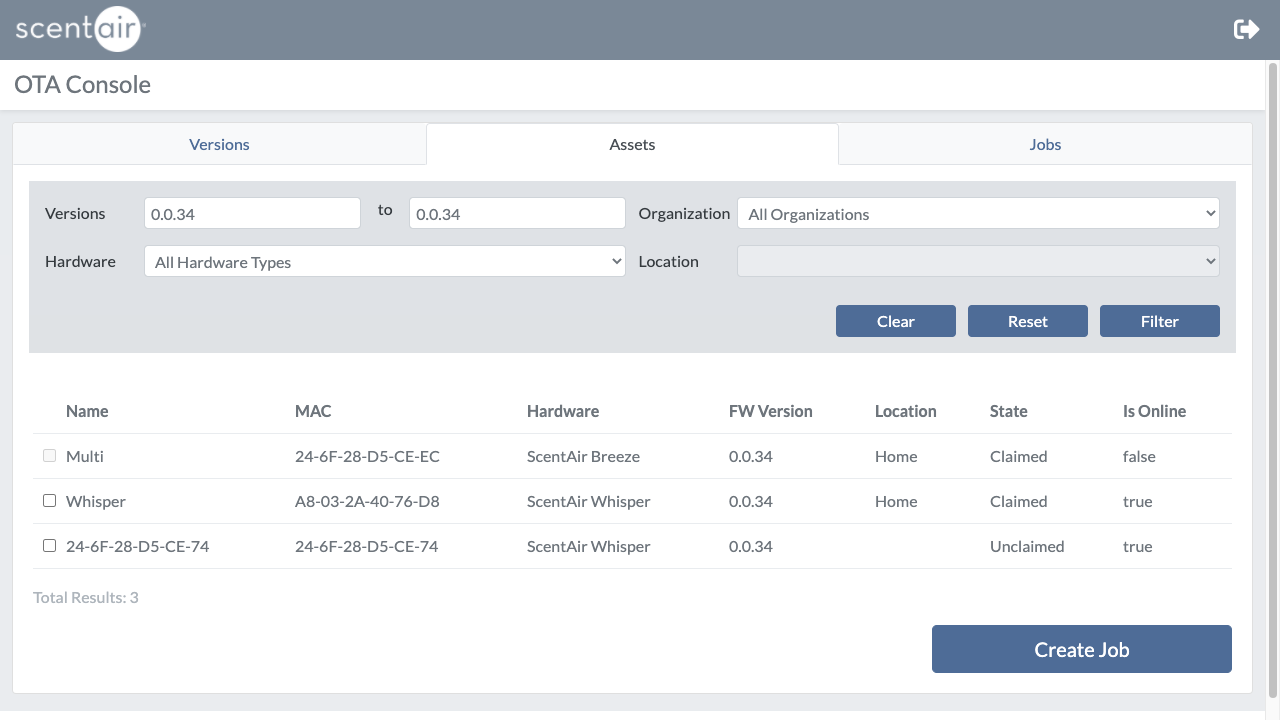 scentair
OTA Console
Versions Assets Jobs
Versions 0.0.34 to 0.0.34 Organization All Organizations
Hardware All Hardware Types Location
Clear Reset Filter
Name MAC Hardware FW Version Location State Is Online
Multi 24-6F-28-D5-CE-EC ScentAir Breeze 0.0.34 Home Claimed false
Whisper A8-03-2A-40-76-D8 ScentAir Whisper 0.0.34 Home Claimed true
24-6F-28-D5-CE-74 24-6F-28-D5-CE-74 ScentAir Whisper 0.0.34 Unclaimed true
Total Results: 3
Create Job